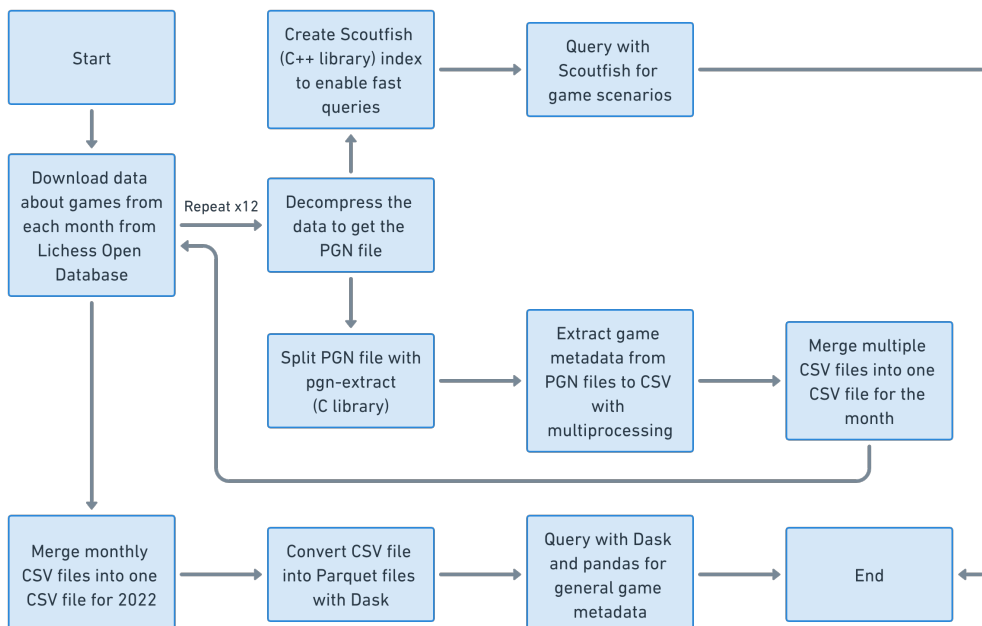 Start
Create Scoutfish
(C++ library) index
to enable fast
queries
Query with
Scoutfish for
game scenarios
Download data
about games from
each month from
Lichess Open
Database
Repeat x12
Decompress the
data to get the
PGN file
Split PGN file with
pgn-extract
(C library)
Extract game
metadata from
PGN files to CSV
with
multiprocessing
Merge multiple
CSV files into one
CSV file for the
month
Merge monthly
CSV files into one
CSV file for 2022
Convert CSV file
into Parquet files
with Dask
Query with Dask
and pandas for
general game
metadata
End